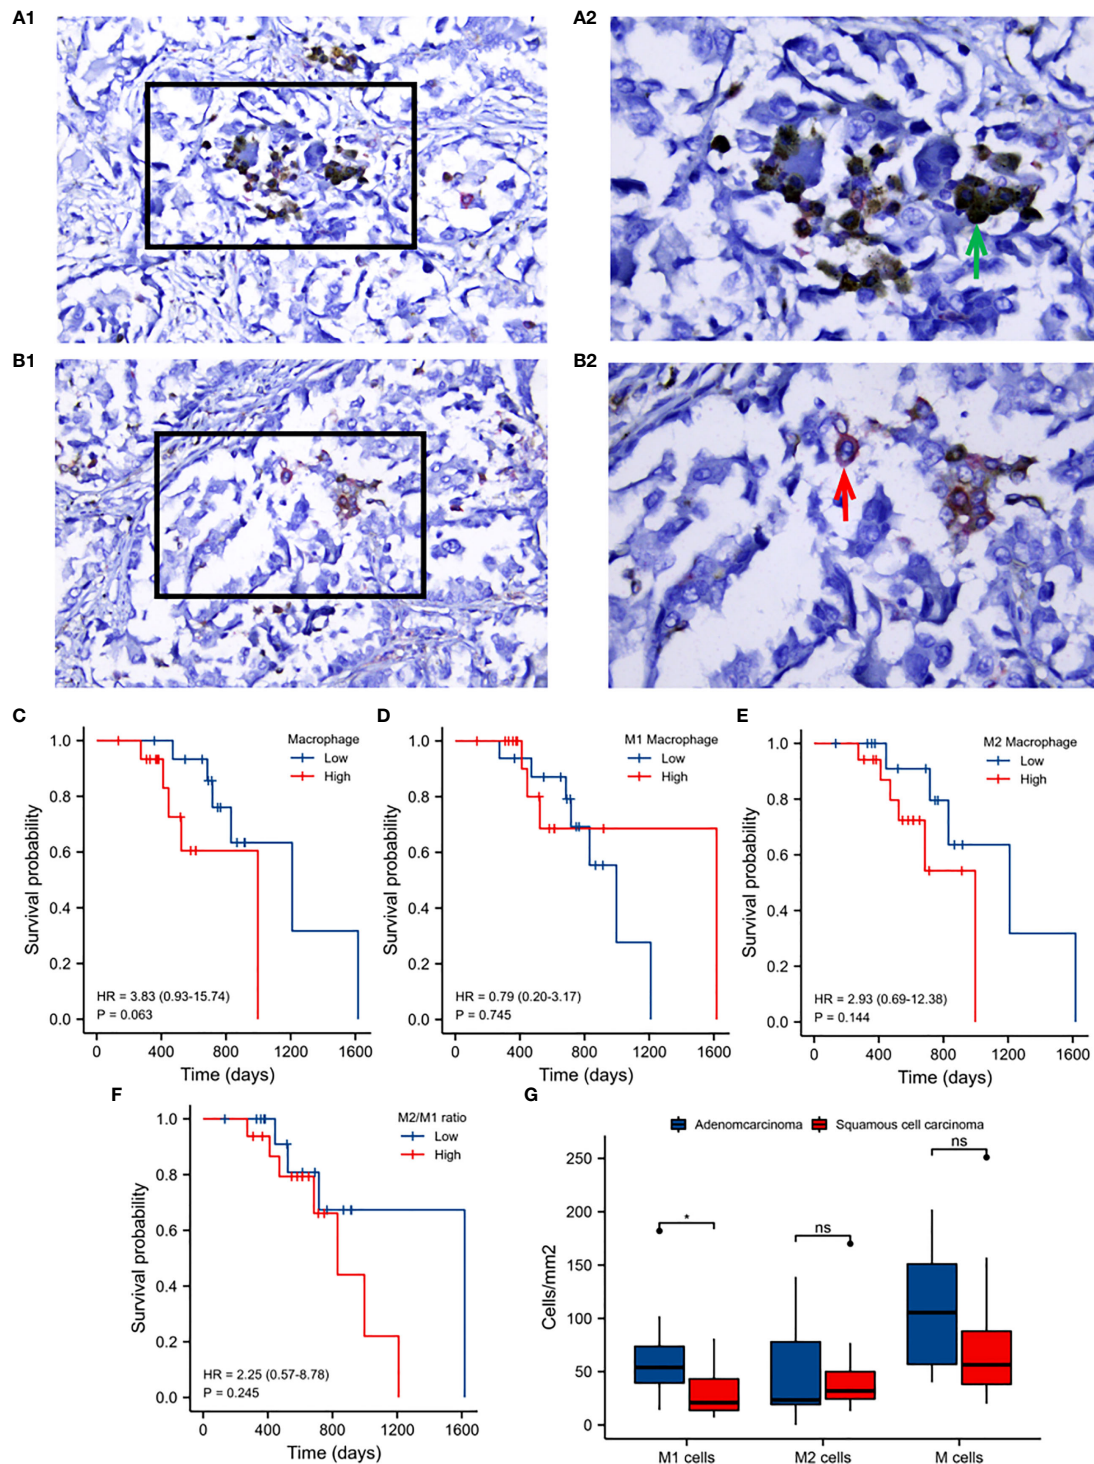 A1
A2
B1
B2
C
D
E
Macrophage
Low
High
Survival probability
1.0
0.8
0.6
0.4
0.2
0.0
HR = 3.83 (0.93-15.74)
P = 0.063
0
400
800
1200
1600
Time (days)
M1 Macrophage
Low
High
Survival probability
1.0
0.8
0.6
0.4
0.2
0.0
HR = 0.79 (0.20-3.17)
P = 0.745
0
400
800
1200
1600
Time (days)
M2 Macrophage
Low
High
Survival probability
1.0
0.8
0.6
0.4
0.2
0.0
HR = 2.93 (0.69-12.38)
P = 0.144
0
400
800
1200
1600
Time (days)
F
M2/M1 ratio
Low
High
Survival probability
1.0
0.8
0.6
0.4
0.2
0.0
HR = 2.25 (0.57-8.78)
P = 0.245
0
400
800
1200
1600
Time (days)
G
Adenomcarcinoma
Squamous cell carcinoma
Cells/mm2
250
200
150
100
50
0
*
ns
ns
M1 cells
M2 cells
M cells